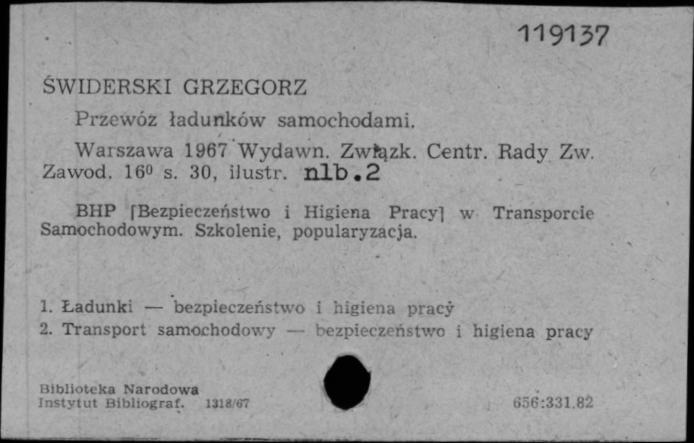 119137
ŚWIDERSKI GRZEGORZ
Przewóz ładunków samochodami.
Warszawa 1967 Wydawn. Związk. Centr. Rady Zw.
Zawod. 16⁰ s. 30, ilustr. nlb.2
BHP [Bezpieczeństwo i Higiena Pracy] w Transporcie
Samochodowym. Szkolenie, popularyzacja.
1. Ładunki — bezpieczeństwo i higiena pracy
2. Transport samochodowy — bezpieczeństwo i higiena pracy
Biblioteka Narodowa
Instytut Bibliograf. 1318/67
656:331.82